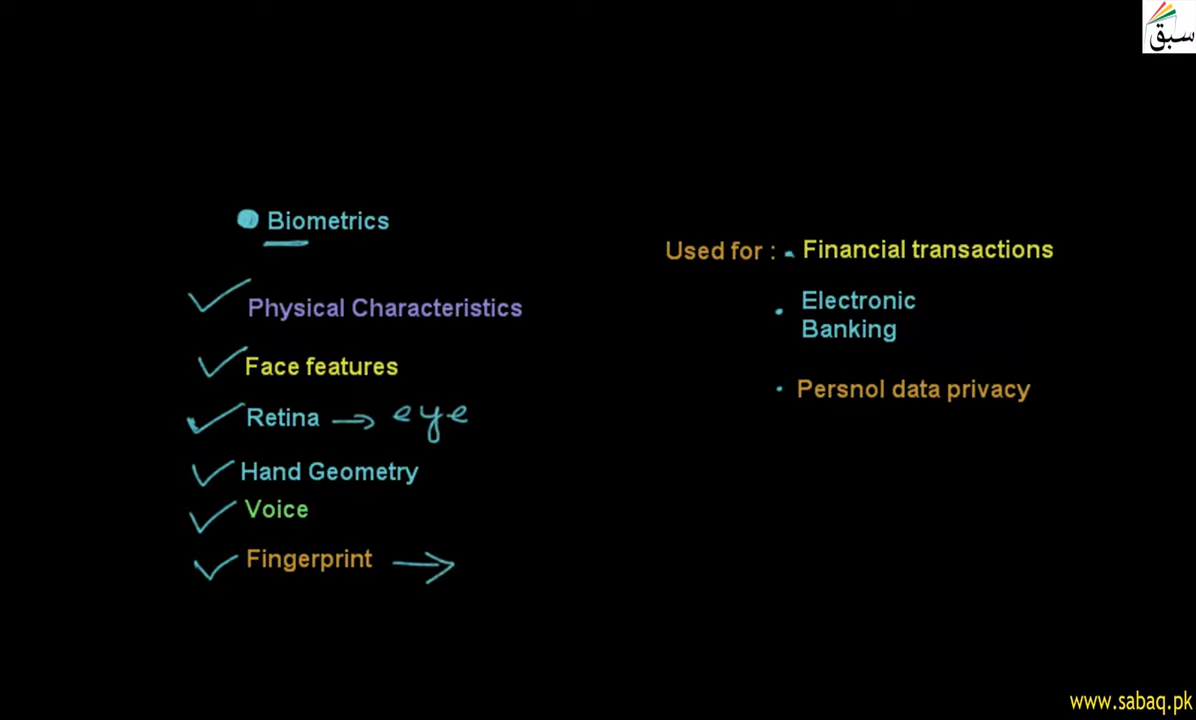 سبق
Biometrics
Physical Characteristics
Face features
Retina → eye
Hand Geometry
Voice
Fingerprint →
Used for :
Financial transactions
Electronic
Banking
Persnol data privacy
www.sabaq.pk